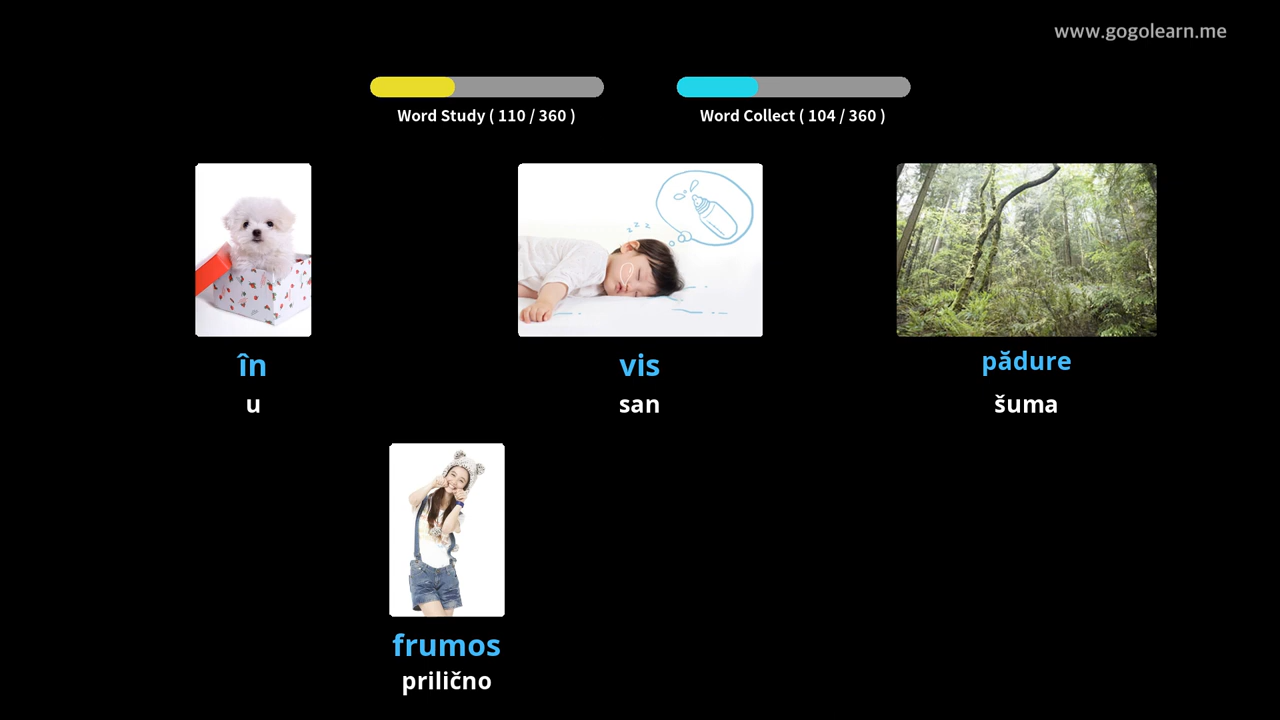 www.gogolearn.me
Word Study ( 110 / 360 )
Word Collect ( 104 / 360 )
în
u
vis
san
pădure
šuma
frumos
prilično